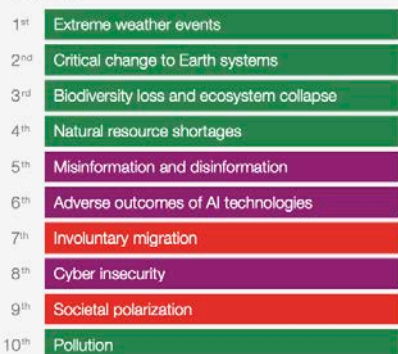 1st Extreme weather events
2nd Critical change to Earth systems
3rd Biodiversity loss and ecosystem collapse
4th Natural resource shortages
5th Misinformation and disinformation
6th Adverse outcomes of AI technologies
7th Involuntary migration
8th Cyber insecurity
9th Societal polarization
10th Pollution